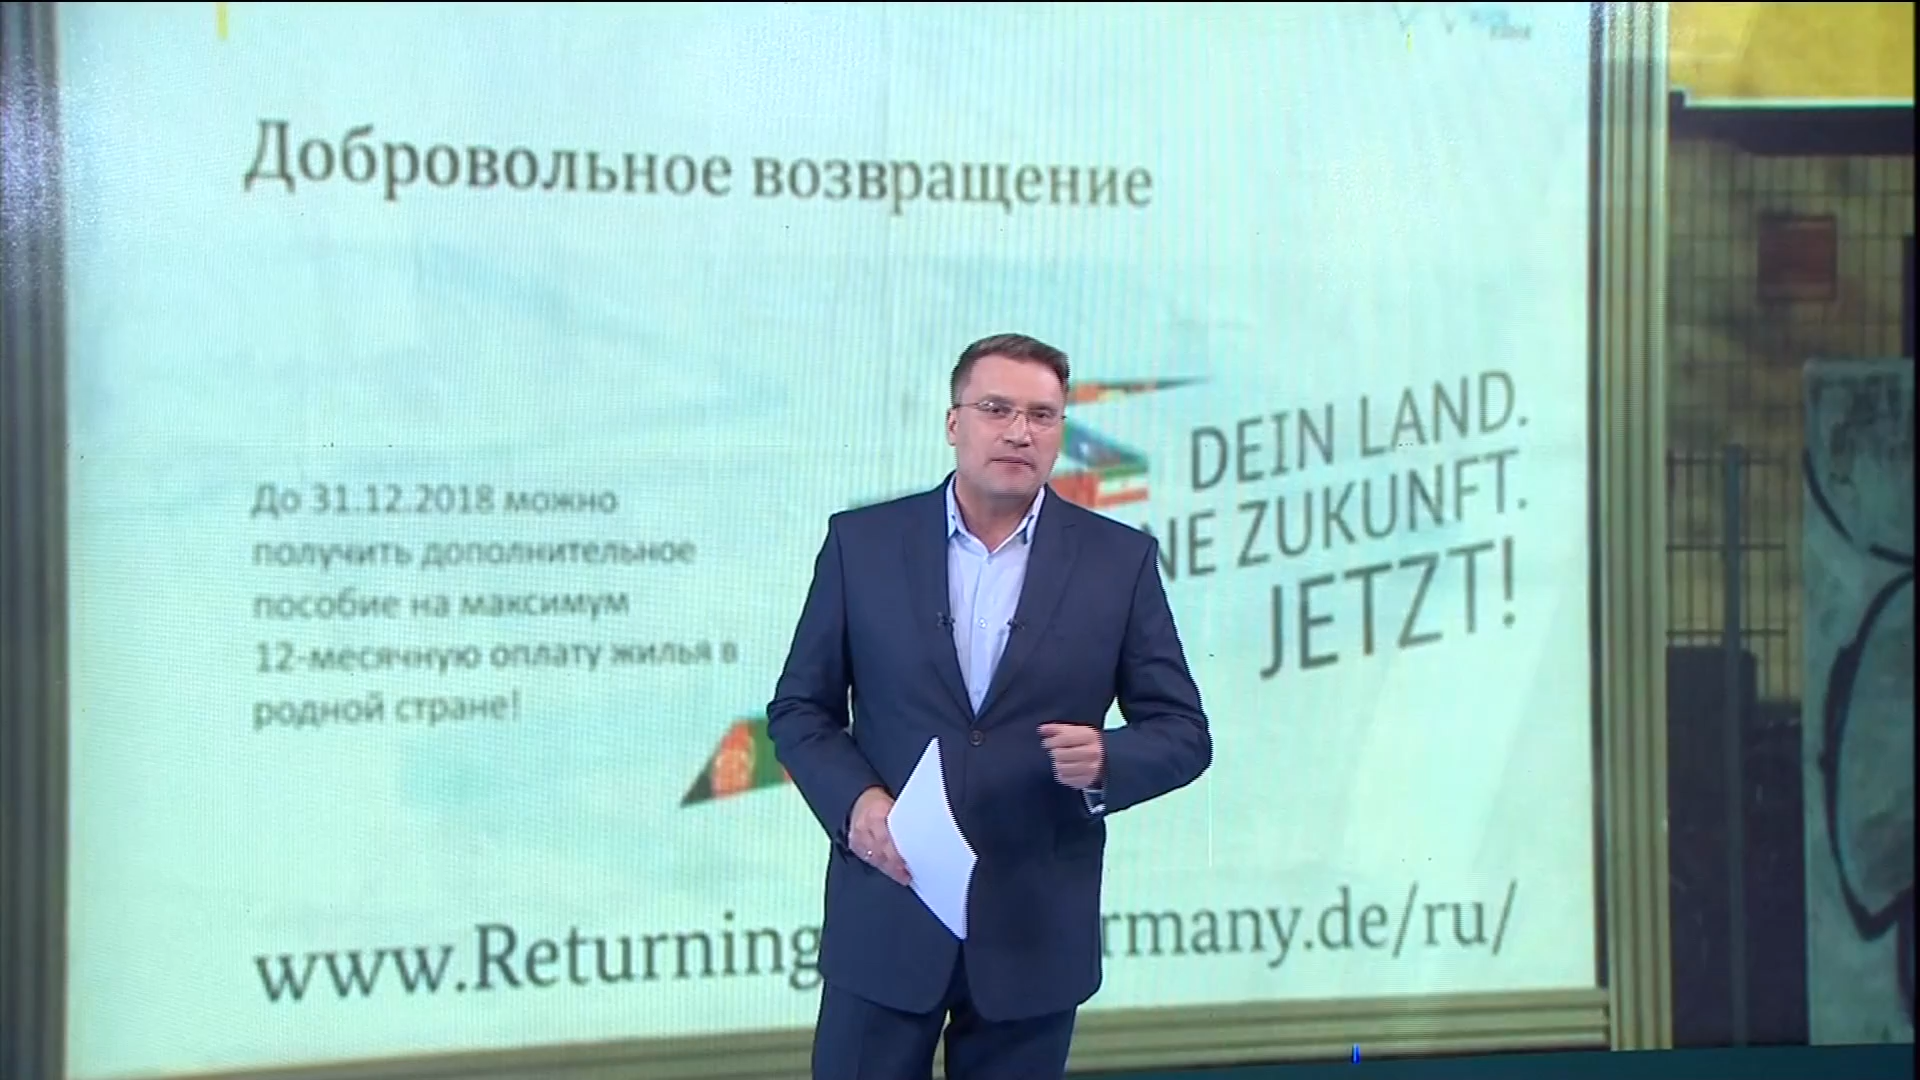 Добровольное возвращение
До 31.12.2018 можно
получить дополнительное
пособие на максимум
12-месячную оплату жилья в
родной стране!
DEIN LAND.
NE ZUKUNFT.
JETZT!
www.Returning rmany.de/ru/